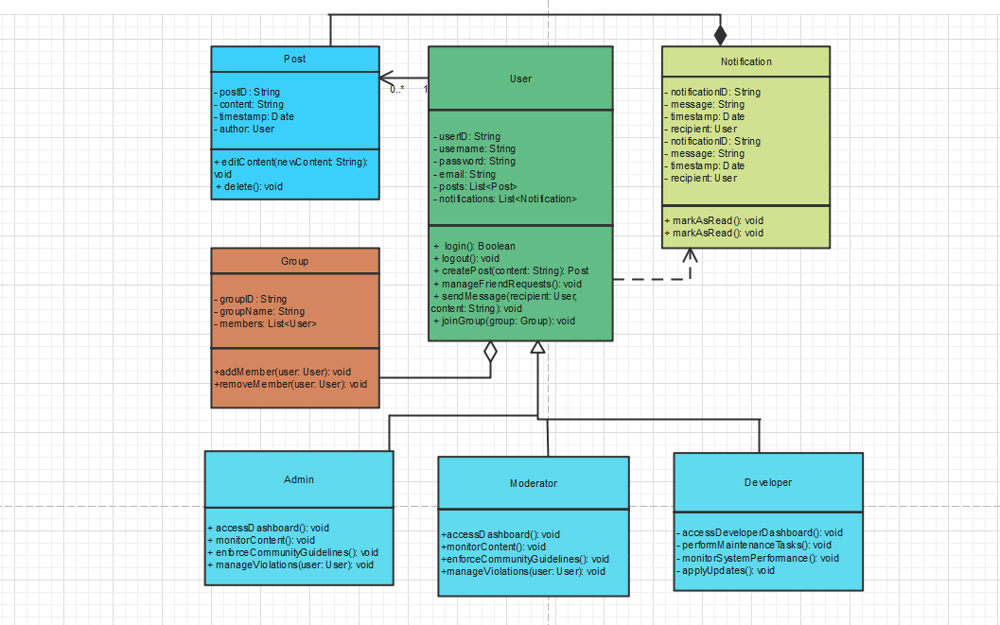 Post
- postID: String
- content: String
- timestamp: Date
- author: User
+ editContent(newContent: String):
void
+ delete(): void
0..*
1
User
- userID: String
- username: String
- password: String
- email: String
- posts: List<Post>
- notifications: List<Notification>
+ login(): Boolean
+ logout(): void
+ createPost(content: String): Post
+ manageFriendRequests(): void
+ sendMessage(recipient: User,
content: String): void
+ joinGroup(group: Group): void
Notification
- notificationID: String
- message: String
- timestamp: Date
- recipient: User
- notificationID: String
- message: String
- timestamp: Date
- recipient: User
+ markAsRead(): void
+ markAsRead(): void
Group
- groupID: String
- groupName: String
- members: List<User>
+addMember(user: User): void
+removeMember(user: User): void
Admin
+ accessDashboard(): void
+ monitorContent(): void
+ enforceCommunityGuidelines(): void
+ manageViolations(user: User): void
Moderator
+accessDashboard(): void
+monitorContent(): void
+enforceCommunityGuidelines(): void
+manageViolations(user: User): void
Developer
- accessDeveloperDashboard(): void
- performMaintenanceTasks(): void
- monitorSystemPerformance(): void
- applyUpdates(): void